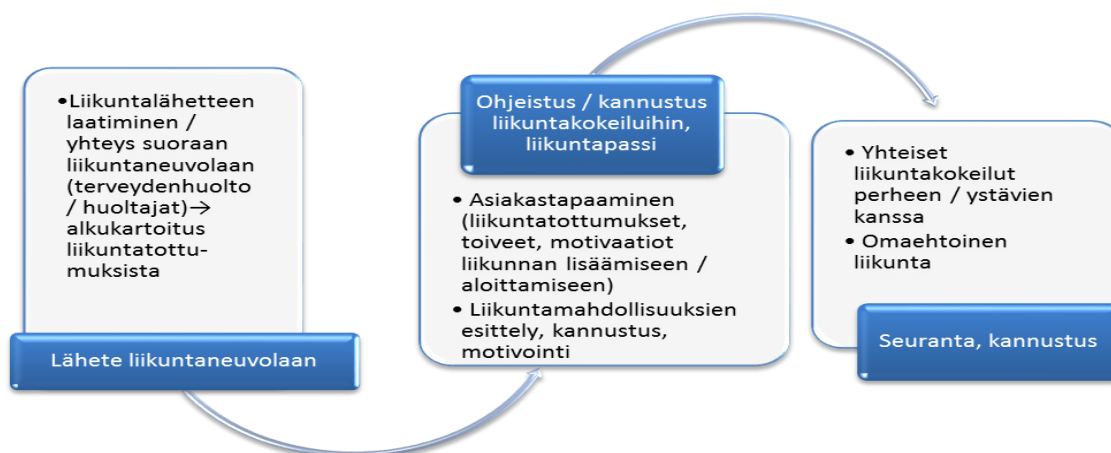 •Liikuntalähetteen
laatiminen /
yhteys suoraan
liikuntaneuvolaan
(terveydenhuolto
/ huoltajat)→
alkukartoitus
liikuntatottu-
muksista
Lähete liikuntaneuvolaan
Ohjeistus / kannustus
liikuntakokeiluihin,
liikuntapassi
• Asiakastapaaminen
(liikuntatottumukset,
toiveet, motivaatiot
liikunnan lisäämiseen /
aloittamiseen)
• Liikuntamahdollisuuksien
esittely, kannustus,
motivointi
• Yhteiset
liikuntakokeilut
perheen / ystävien
kanssa
• Omaehtoinen
liikunta
Seuranta, kannustus